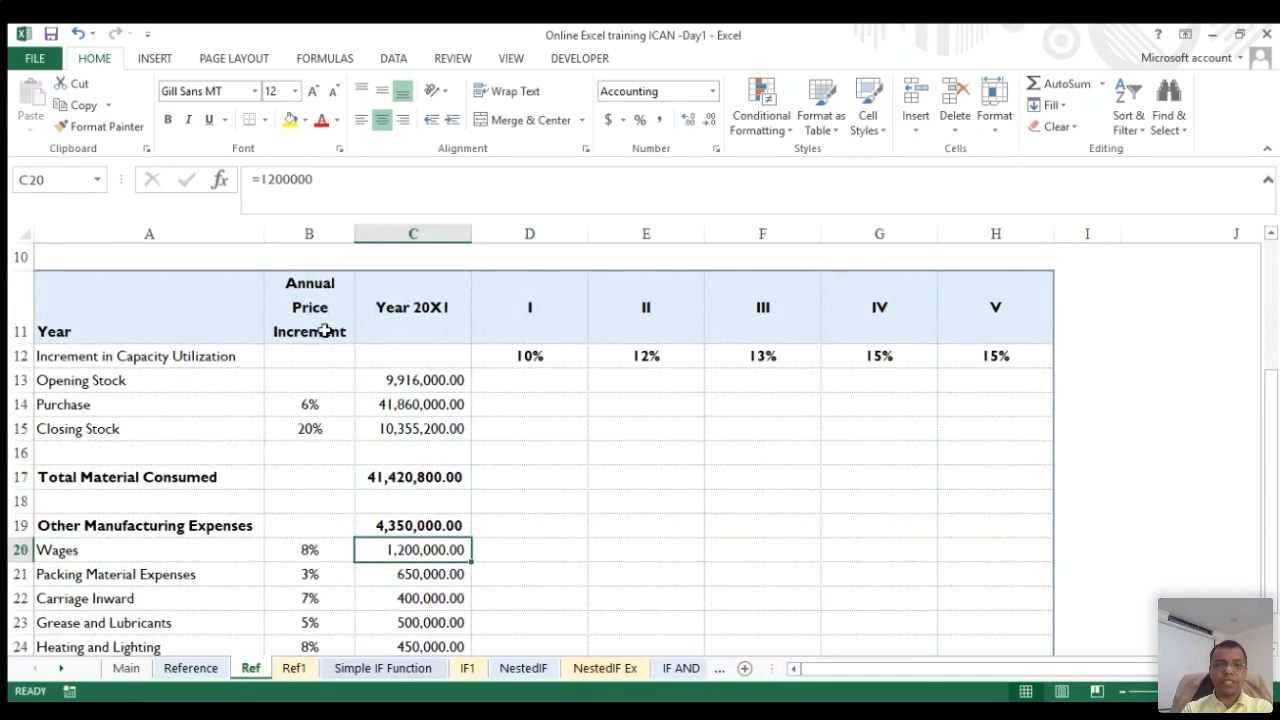 Online Excel training ICAN -Day1 - Excel
?
FILE HOME INSERT PAGE LAYOUT FORMULAS DATA REVIEW VIEW DEVELOPER Microsoft account
Paste Cut Copy Format Painter Clipboard
Gill Sans MT 12 B I U A A A Font
Wrap Text Merge & Center Alignment
Accounting $ % , Number
Conditional Formatting Format as Table Cell Styles Styles
Insert Delete Format Cells
AutoSum Fill Clear Sort & Filter Find & Select Editing
C20 fx =1200000
A B C D E F G H I J
10
11 Year Annual Price Increment Year 20X1 I II III IV V
12 Increment in Capacity Utilization 10% 12% 13% 15% 15%
13 Opening Stock 9,916,000.00
14 Purchase 6% 41,860,000.00
15 Closing Stock 20% 10,355,200.00
16
17 Total Material Consumed 41,420,800.00
18
19 Other Manufacturing Expenses 4,350,000.00
20 Wages 8% 1,200,000.00
21 Packing Material Expenses 3% 650,000.00
22 Carriage Inward 7% 400,000.00
23 Grease and Lubricants 5% 500,000.00
24 Heating and Lighting 8% 450,000.00
Main Reference Ref Ref1 Simple IF Function IF1 NestedIF NestedIF Ex IF AND ...
READY